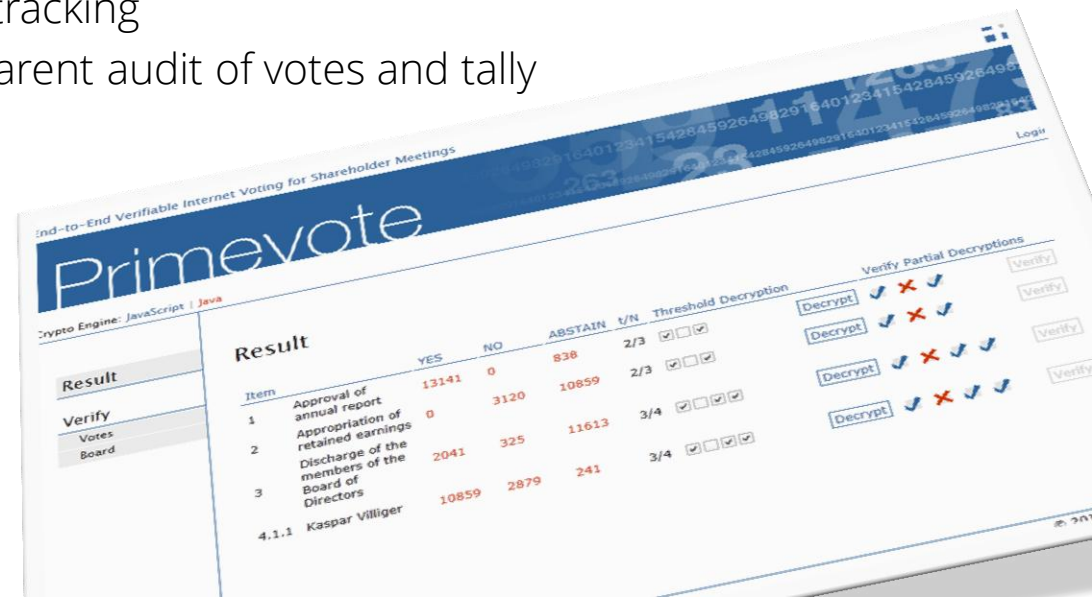 tracking
arent audit of votes and tally
End-to-End Verifiable Internet Voting for Shareholder Meetings
Login
Primevote
Crypto Engine: JavaScript | Java
Result
Verify
Votes
Board
Result
Item YES NO ABSTAIN t/N Threshold Decryption Verify Partial Decryptions
1 Approval of annual report 13141 0 838 2/3 Decrypt Verify
2 Appropriation of retained earnings 0 3120 10859 2/3 Decrypt Verify
3 Discharge of the members of the Board of Directors 2041 325 11613 3/4 Decrypt Verify
4.1.1 Kaspar Villiger 10859 2879 241 3/4 Decrypt Verify